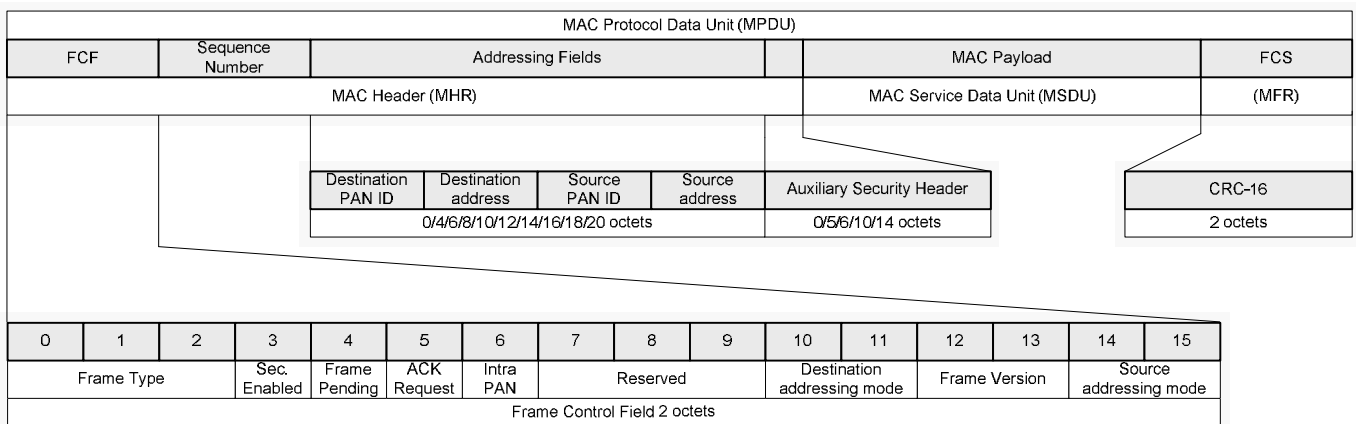 MAC Protocol Data Unit (MPDU)
FCF
Sequence
Number
Addressing Fields
MAC Payload
FCS
MAC Header (MHR)
MAC Service Data Unit (MSDU)
(MFR)
Destination
PAN ID
Destination
address
Source
PAN ID
Source
address
Auxiliary Security Header
CRC-16
0/4/6/8/10/12/14/16/18/20 octets
0/5/6/10/14 octets
2 octets
0 1 2 3 4 5 6 7 8 9 10 11 12 13 14 15
Frame Type
Sec.
Enabled
Frame
Pending
ACK
Request
Intra
PAN
Reserved
Destination
addressing mode
Frame Version
Source
addressing mode
Frame Control Field 2 octets